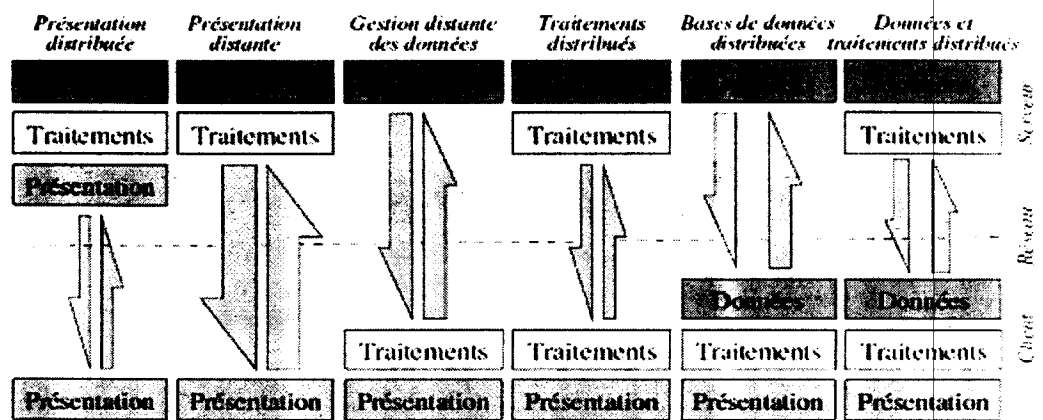 Présentation distribuée
Présentation distante
Gestion distante des données
Traitements distribués
Bases de données distribuées
Données et traitements distribués
Traitements
Traitements
Traitements
Traitements
Présentation
Serveur
Réseau
Données
Données
Traitements
Traitements
Traitements
Traitements
Client
Présentation
Présentation
Présentation
Présentation
Présentation
Présentation